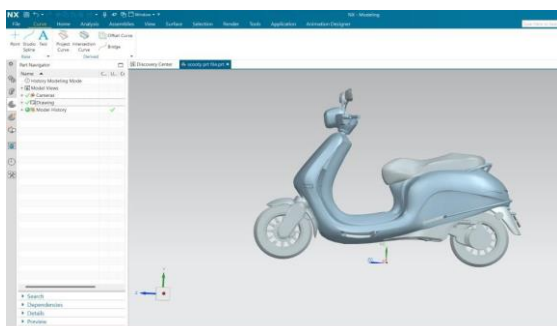 NX
Window
NX - Modeling
File Curve Home Analysis Assemblies View Surface Selection Render Tools Application Animation Designer
Point Studio Spline Text Project Curve Intersection Curve Offset Curve
Bridge
Base Derived
Part Navigator
Discovery Center
Name
History Modeling Mode
Model Views
Cameras
Drawing
Model History
Search
Dependencies
Details
Preview